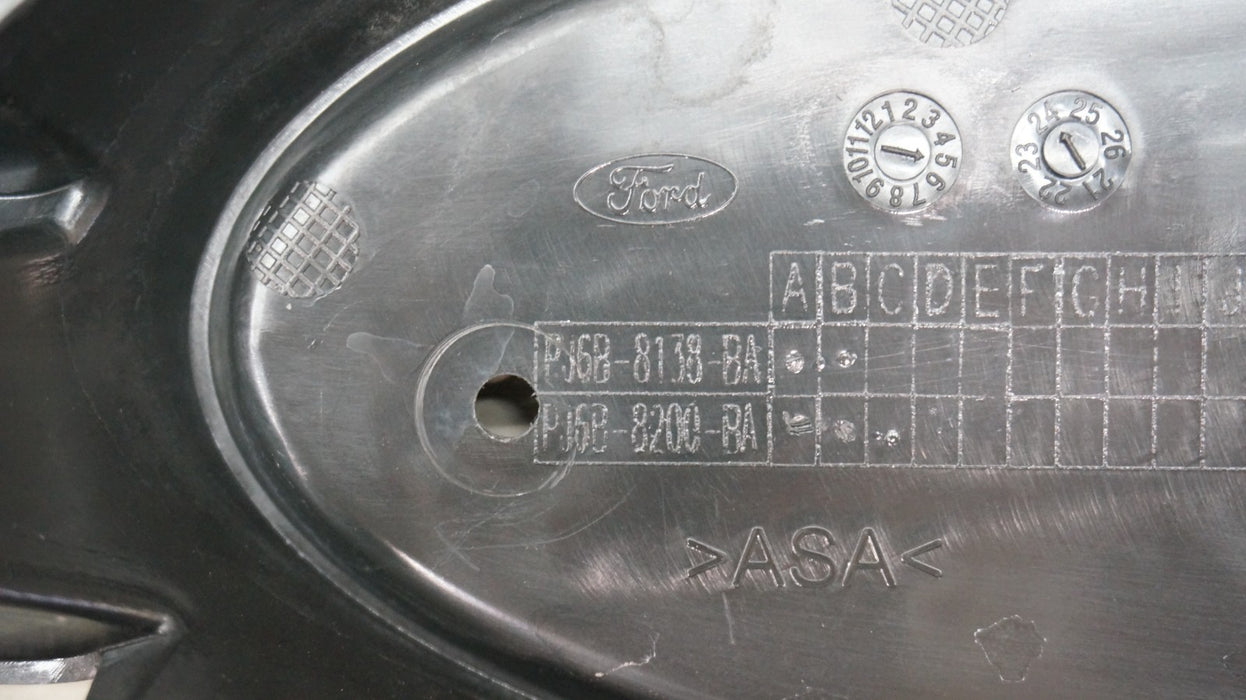 1 2 3 4 5 6 7 8 9 10 11 12
21 22 23 24 25 26
Ford
A B C D E F G H I J
PJ6B-8138-BA
PJ6B-8200-BA
>ASA<